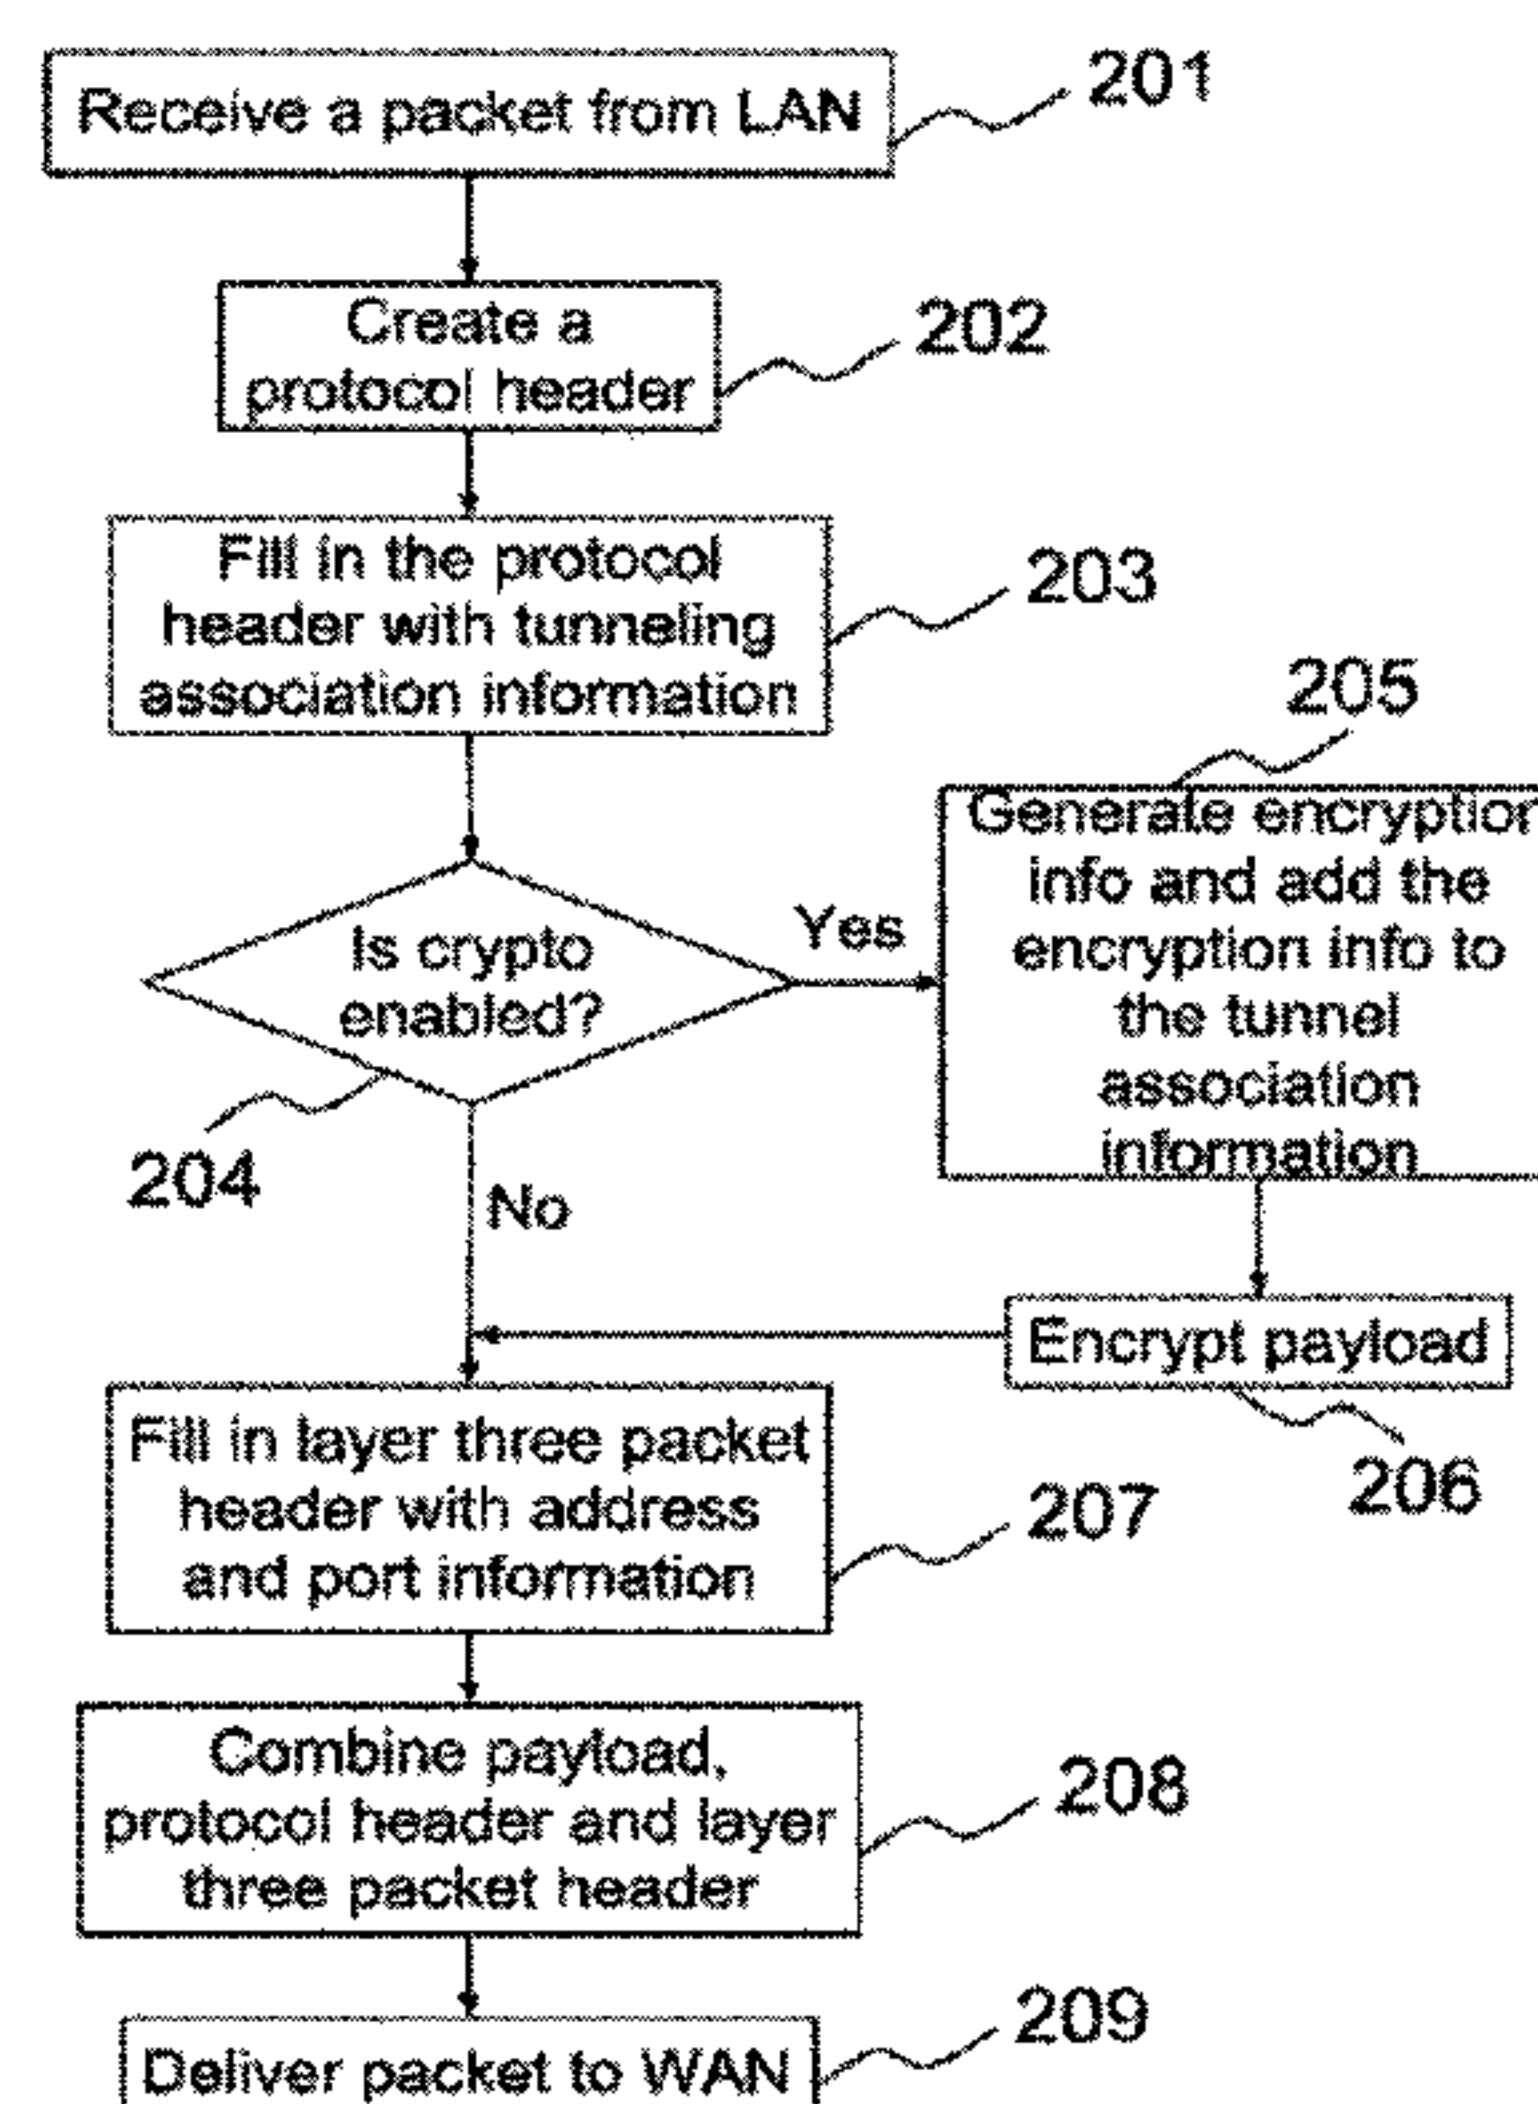 Receive a packet from LAN
201
Create a
protocol header
202
Fill in the protocol
header with tunneling
association information
203
Is crypto
enabled?
204
Yes
No
205
Generate encryption
info and add the
encryption info to
the tunnel
association
information
Encrypt payload
206
Fill in layer three packet
header with address
and port information
207
Combine payload,
protocol header and layer
three packet header
208
Deliver packet to WAN
209